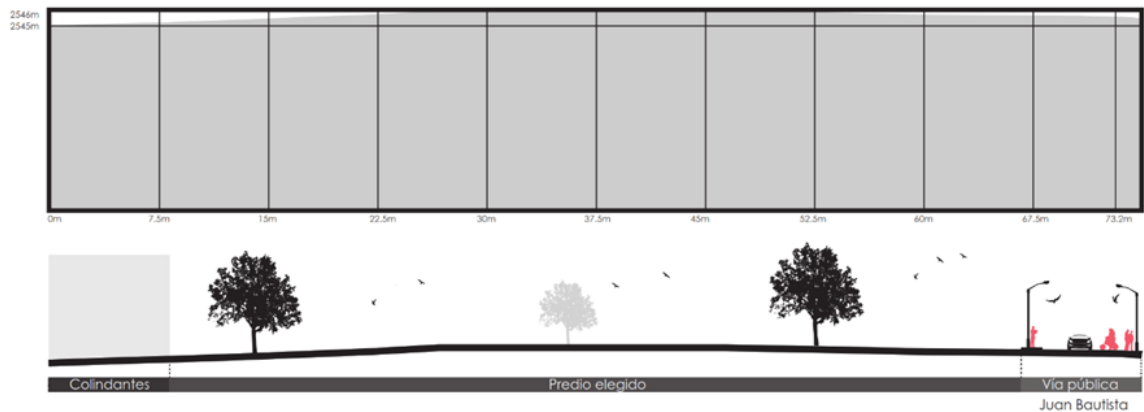 2546m
2545m
0m 7.5m 15m 22.5m 30m 37.5m 45m 52.5m 60m 67.5m 73.2m
Colindantes Predio elegido Vía pública
Juan Bautista